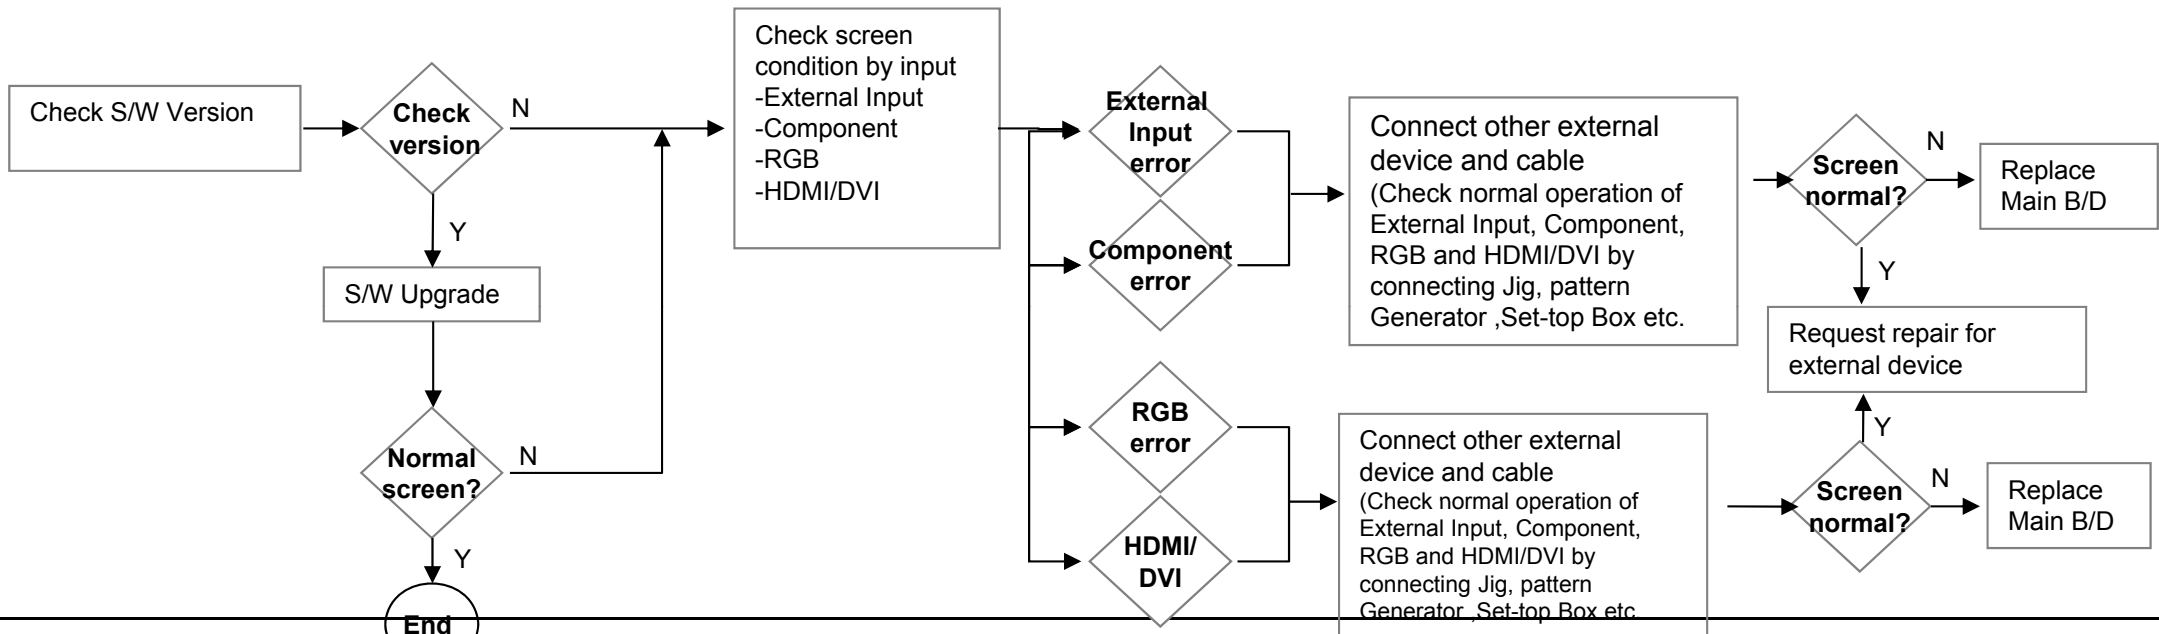 Check S/W Version
Check
version
N
Y
S/W Upgrade
Normal
screen?
N
Y
End
Check screen
condition by input
-External Input
-Component
-RGB
-HDMI/DVI
External
Input
error
Component
error
RGB
error
HDMI/
DVI
Connect other external
device and cable
(Check normal operation of
External Input, Component,
RGB and HDMI/DVI by
connecting Jig, pattern
Generator ,Set-top Box etc.
Connect other external
device and cable
(Check normal operation of
External Input, Component,
RGB and HDMI/DVI by
connecting Jig, pattern
Generator ,Set-top Box etc.
Screen
normal?
N
Replace
Main B/D
Y
Request repair for
external device
Y
Screen
normal?
N
Replace
Main B/D